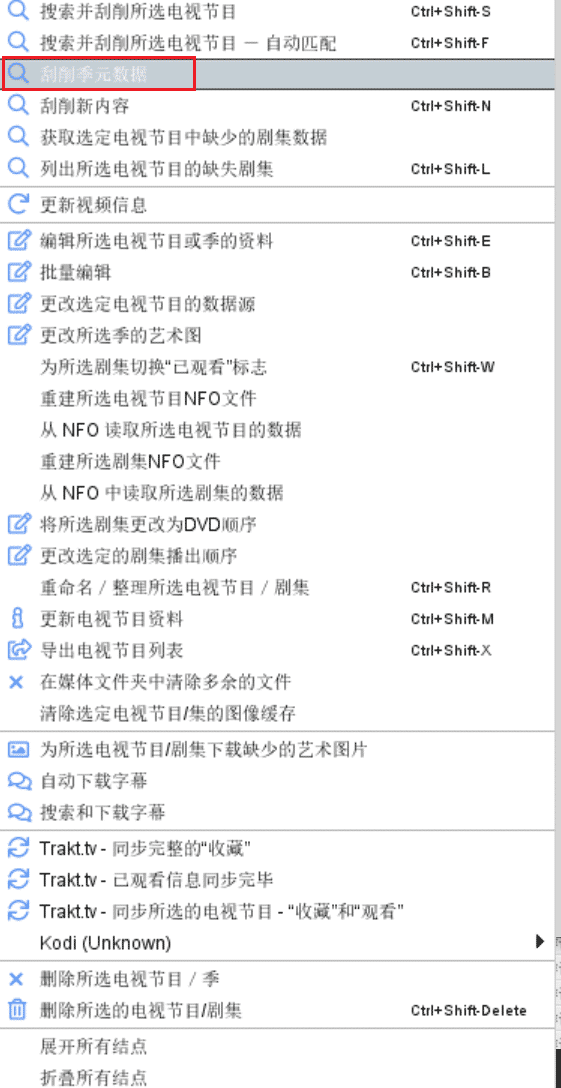 搜索并刮削所选电视节目 Ctrl+Shift-S
搜索并刮削所选电视节目 － 自动匹配 Ctrl+Shift-F
刮削季元数据
刮削新内容 Ctrl+Shift-N
获取选定电视节目中缺少的剧集数据
列出所选电视节目的缺失剧集 Ctrl+Shift-L
更新视频信息
编辑所选电视节目或季的资料 Ctrl+Shift-E
批量编辑 Ctrl+Shift-B
更改选定电视节目的数据源
更改所选季的艺术图
为所选剧集切换“已观看”标志 Ctrl+Shift-W
重建所选电视节目NFO文件
从 NFO 读取所选电视节目的数据
重建所选剧集NFO文件
从 NFO 中读取所选剧集的数据
将所选剧集更改为DVD顺序
更改选定的剧集播出顺序
重命名 / 整理所选电视节目 / 剧集 Ctrl+Shift-R
更新电视节目资料 Ctrl+Shift-M
导出电视节目列表 Ctrl+Shift-X
在媒体文件夹中清除多余的文件
清除选定电视节目/集的图像缓存
为所选电视节目/剧集下载缺少的艺术图片
自动下载字幕
搜索和下载字幕
Trakt.tv - 同步完整的“收藏”
Trakt.tv - 已观看信息同步完毕
Trakt.tv - 同步所选的电视节目 - “收藏”和“观看”
Kodi (Unknown)
删除所选电视节目 / 季
删除所选的电视节目/剧集 Ctrl+Shift-Delete
展开所有结点
折叠所有结点